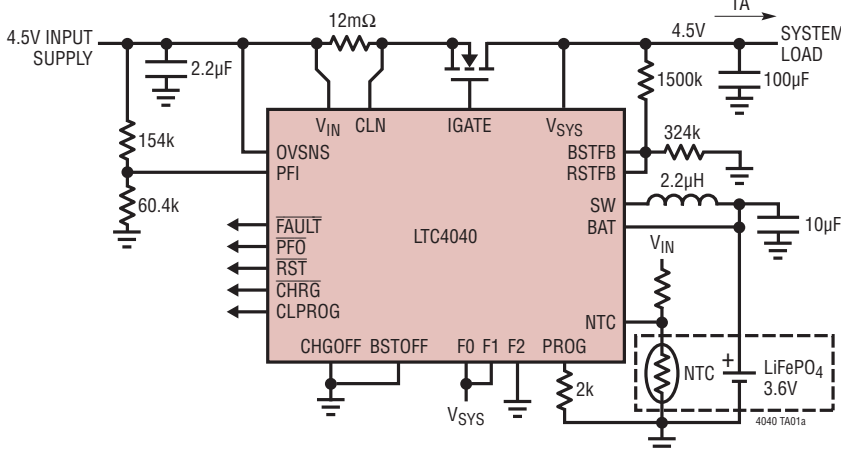 1A
12mΩ
4.5V INPUT
SUPPLY
4.5V
SYSTEM
LOAD
2.2µF
1500k
100µF
VIN
CLN
IGATE
VSYS
154k
OVSNS
PFI
BSTFB
RSTFB
324k
60.4k
2.2µH
SW
BAT
10µF
FAULT
PFO
RST
CHRG
CLPROG
LTC4040
VIN
NTC
CHGOFF
BSTOFF
F0
F1
F2
PROG
NTC
+
LiFePO4
3.6V
2k
VSYS
4040 TA01a